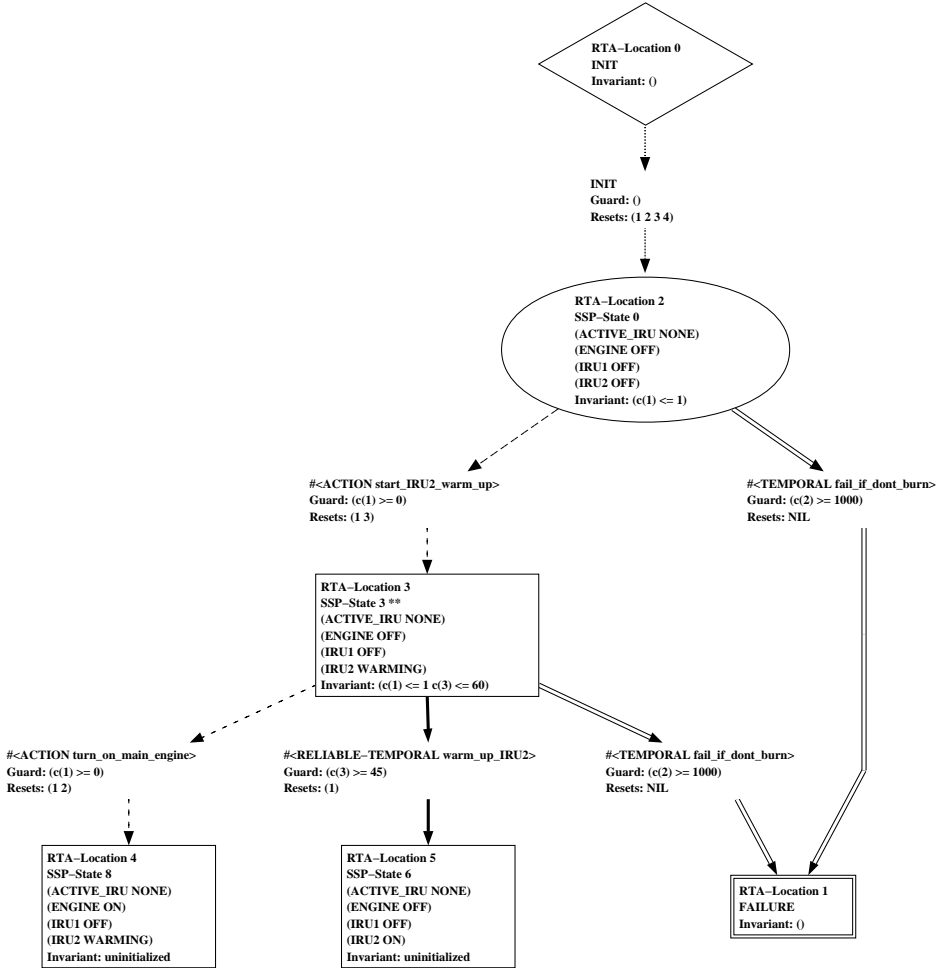 RTA−Location 0
INIT
Invariant: ()
INIT
Guard: ()
Resets: (1 2 3 4)
RTA−Location 2
SSP−State 0
(ACTIVE_IRU NONE)
(ENGINE OFF)
(IRU1 OFF)
(IRU2 OFF)
Invariant: (c(1) <= 1)
#<ACTION start_IRU2_warm_up>
Guard: (c(1) >= 0)
Resets: (1 3)
#<TEMPORAL fail_if_dont_burn>
Guard: (c(2) >= 1000)
Resets: NIL
RTA−Location 3
SSP−State 3 **
(ACTIVE_IRU NONE)
(ENGINE OFF)
(IRU1 OFF)
(IRU2 WARMING)
Invariant: (c(1) <= 1 c(3) <= 60)
#<ACTION turn_on_main_engine>
Guard: (c(1) >= 0)
Resets: (1 2)
#<RELIABLE−TEMPORAL warm_up_IRU2>
Guard: (c(3) >= 45)
Resets: (1)
#<TEMPORAL fail_if_dont_burn>
Guard: (c(2) >= 1000)
Resets: NIL
RTA−Location 4
SSP−State 8
(ACTIVE_IRU NONE)
(ENGINE ON)
(IRU1 OFF)
(IRU2 WARMING)
Invariant: uninitialized
RTA−Location 5
SSP−State 6
(ACTIVE_IRU NONE)
(ENGINE OFF)
(IRU1 OFF)
(IRU2 ON)
Invariant: uninitialized
RTA−Location 1
FAILURE
Invariant: ()